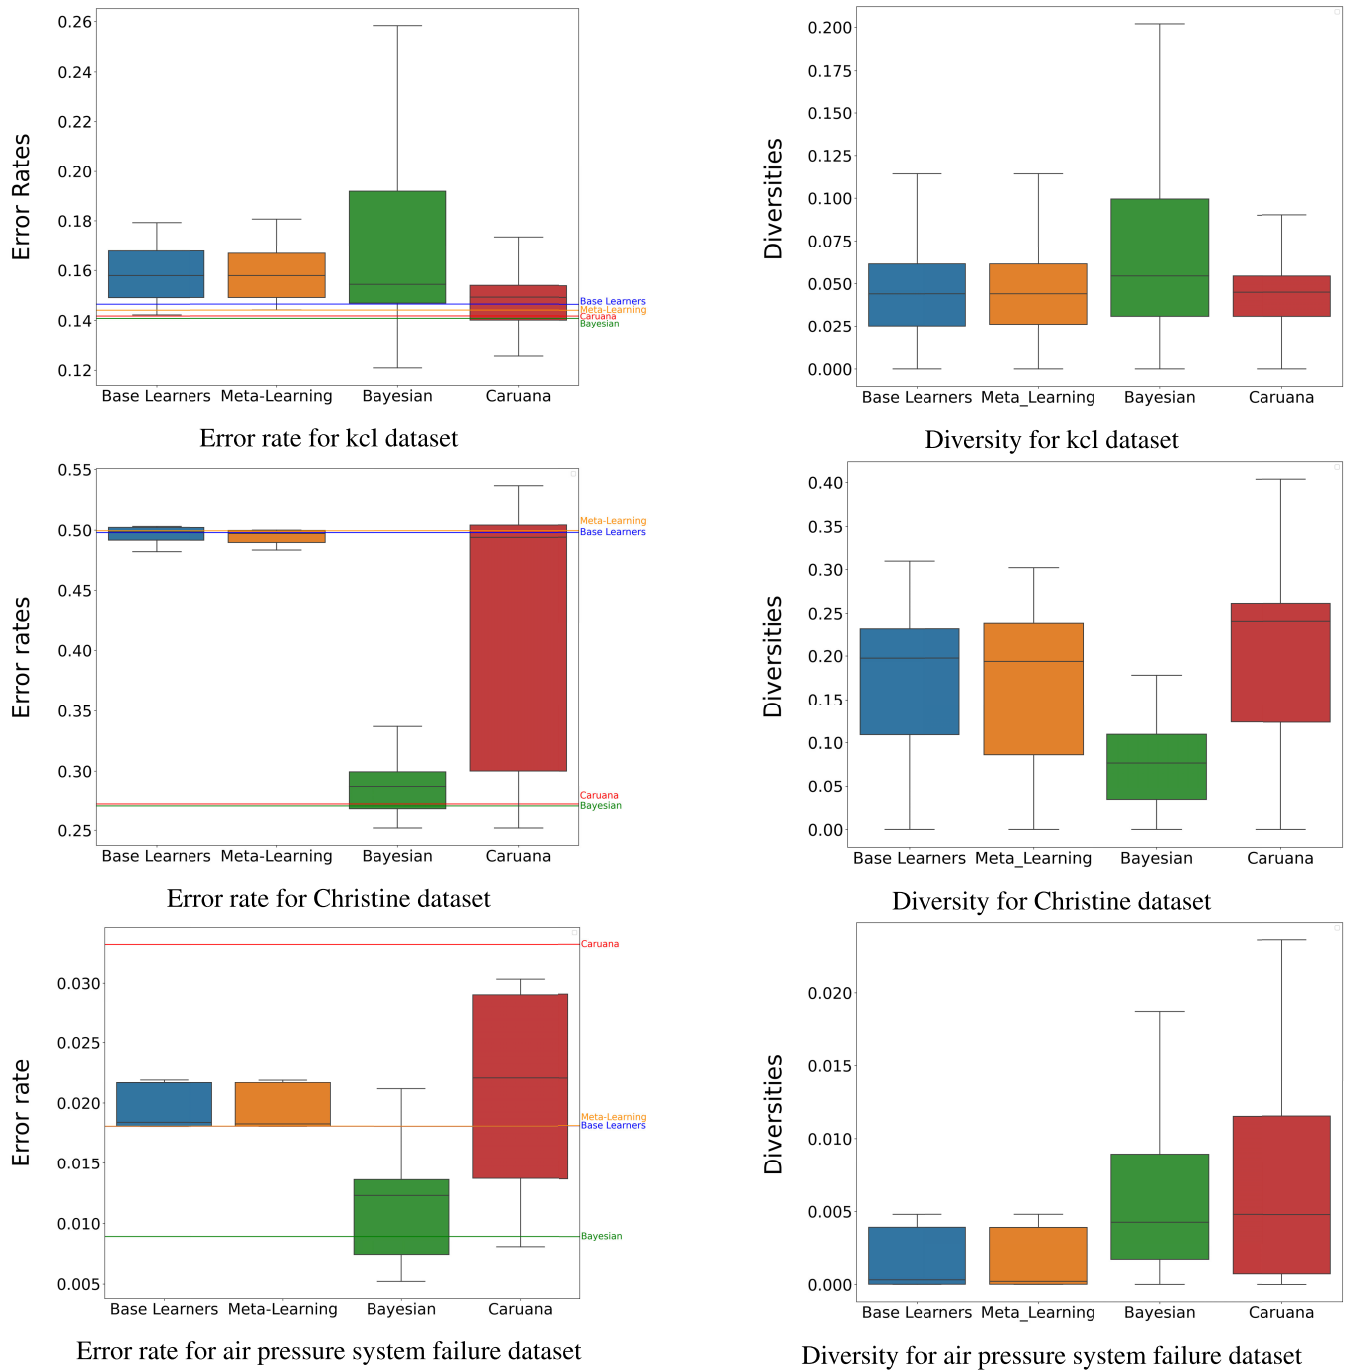 Error Rates
0.26
0.24
0.22
0.20
0.18
0.16
0.14
0.12
Base Learners
Meta-Learning
Caruana
Bayesian
Base Learners Meta-Learning Bayesian Caruana
Error rate for kcl dataset
Diversities
0.200
0.175
0.150
0.125
0.100
0.075
0.050
0.025
0.000
Base Learners Meta_Learning Bayesian Caruana
Diversity for kcl dataset
Error rates
0.55
0.50
0.45
0.40
0.35
0.30
0.25
Meta-Learning
Base Learners
Caruana
Bayesian
Base Learners Meta-Learning Bayesian Caruana
Error rate for Christine dataset
Diversities
0.40
0.35
0.30
0.25
0.20
0.15
0.10
0.05
0.00
Base Learners Meta_Learning Bayesian Caruana
Diversity for Christine dataset
Error rate
0.030
0.025
0.020
0.015
0.010
0.005
Caruana
Meta-Learning
Base Learners
Bayesian
Base Learners Meta-Learning Bayesian Caruana
Error rate for air pressure system failure dataset
Diversities
0.020
0.015
0.010
0.005
0.000
Base Learners Meta_Learning Bayesian Caruana
Diversity for air pressure system failure dataset